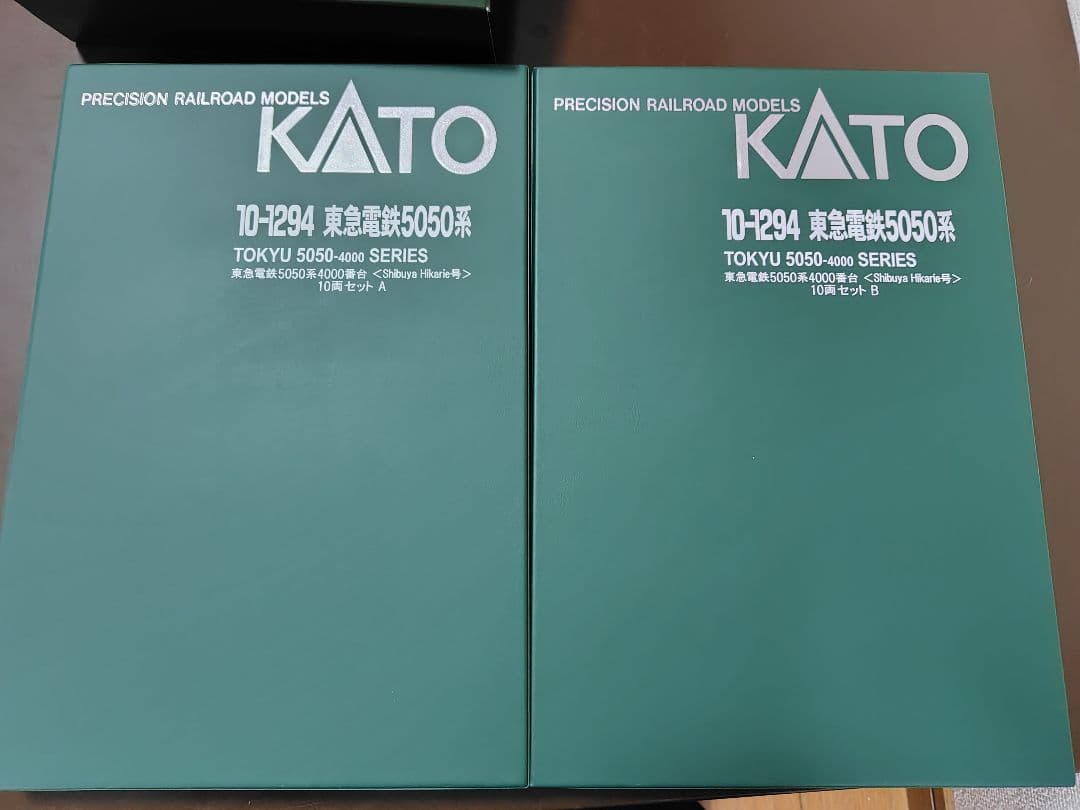 PRECISION RAILROAD MODELS
KATO
10-1294 東急電鉄5050系
TOKYU 5050-4000 SERIES
東急電鉄5050系4000番台 <Shibuya Hikarie号>
10両セット A
PRECISION RAILROAD MODELS
KATO
10-1294 東急電鉄5050系
TOKYU 5050-4000 SERIES
東急電鉄5050系4000番台 <Shibuya Hikarie号>
10両セット B